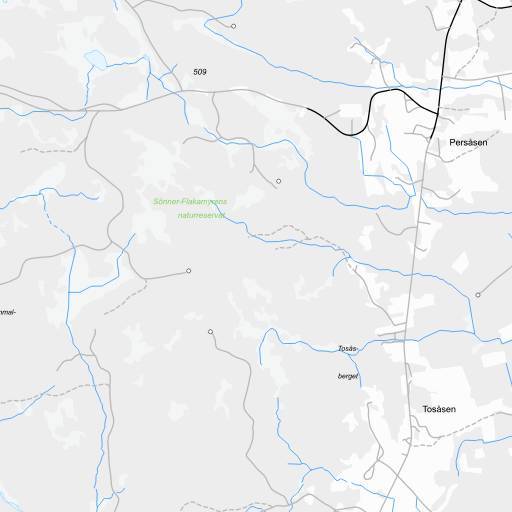 509
Persåsen
Sönner-Flakamyrens
naturreservat
Tosås-
berget
Tosåsen